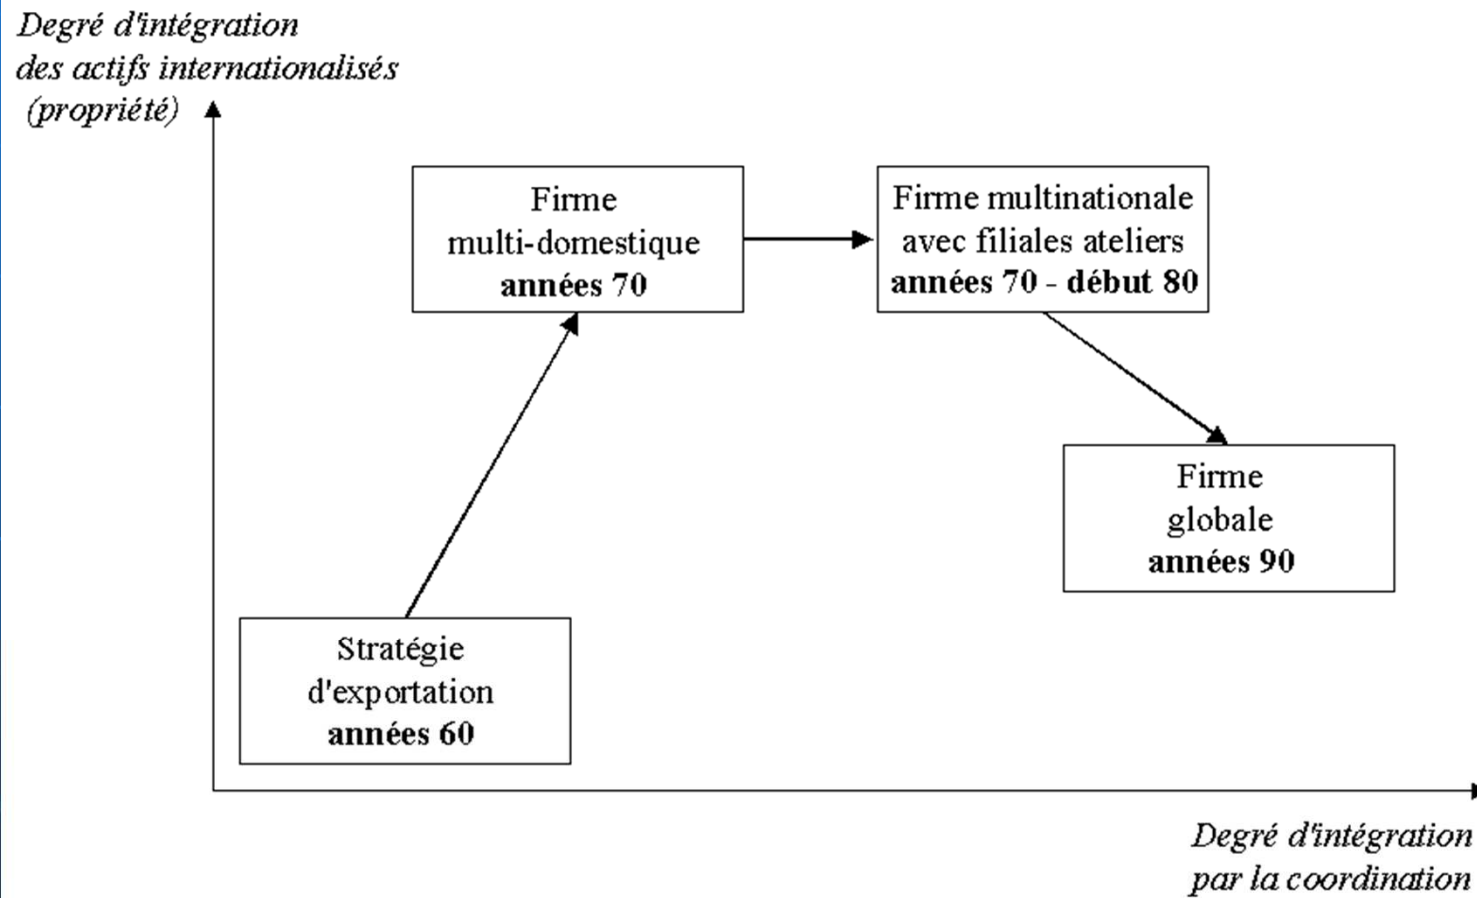 Degré d'intégration
des actifs internationalisés
(propriété)
Firme
multi-domestique
années 70
Firme multinationale
avec filiales ateliers
années 70 - début 80
Firme
globale
années 90
Stratégie
d'exportation
années 60
Degré d'intégration
par la coordination